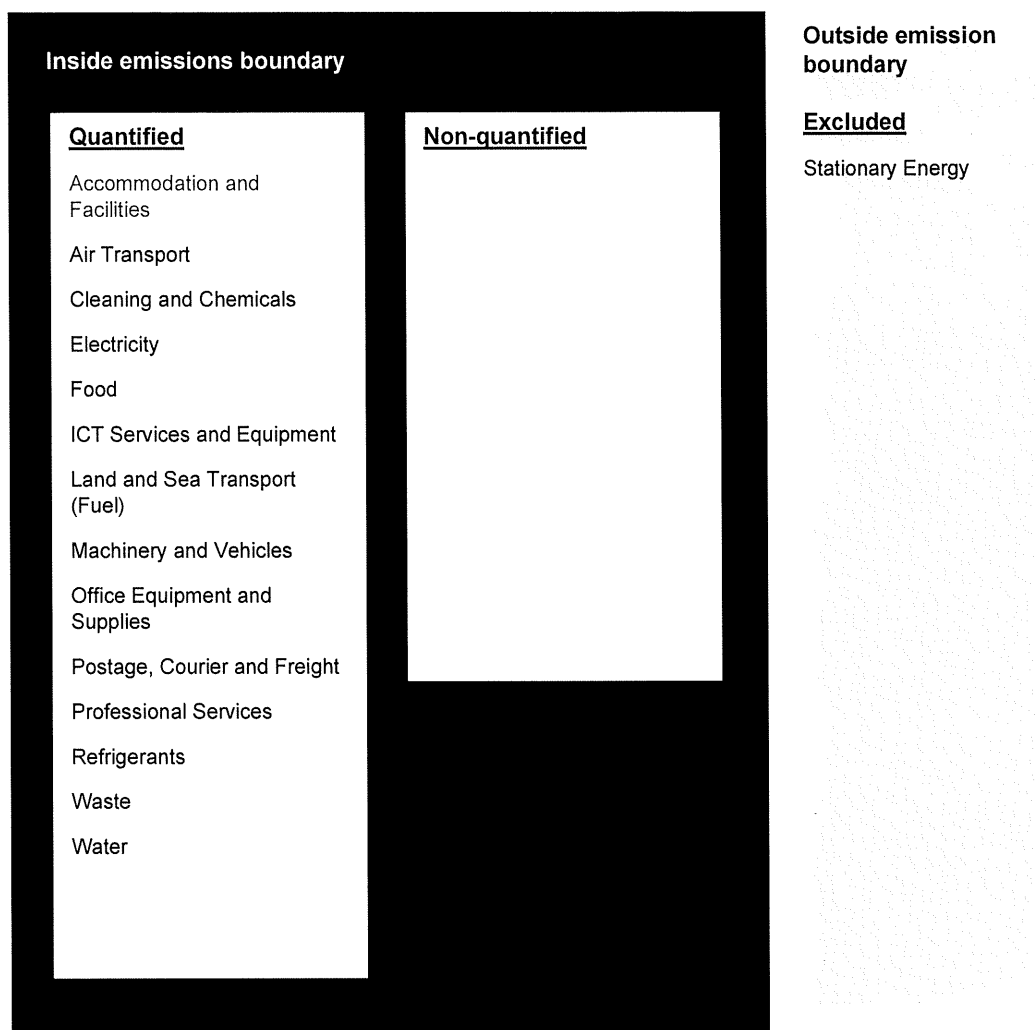 Inside emissions boundary
Quantified
Accommodation and
Facilities
Air Transport
Cleaning and Chemicals
Electricity
Food
ICT Services and Equipment
Land and Sea Transport
(Fuel)
Machinery and Vehicles
Office Equipment and
Supplies
Postage, Courier and Freight
Professional Services
Refrigerants
Waste
Water
Non-quantified
Outside emission
boundary
Excluded
Stationary Energy